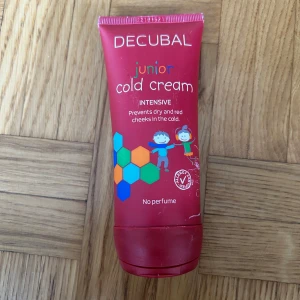 DECUBAL
junior
cold cream
INTENSIVE
Prevents dry and red
cheeks in the cold.
No perfume